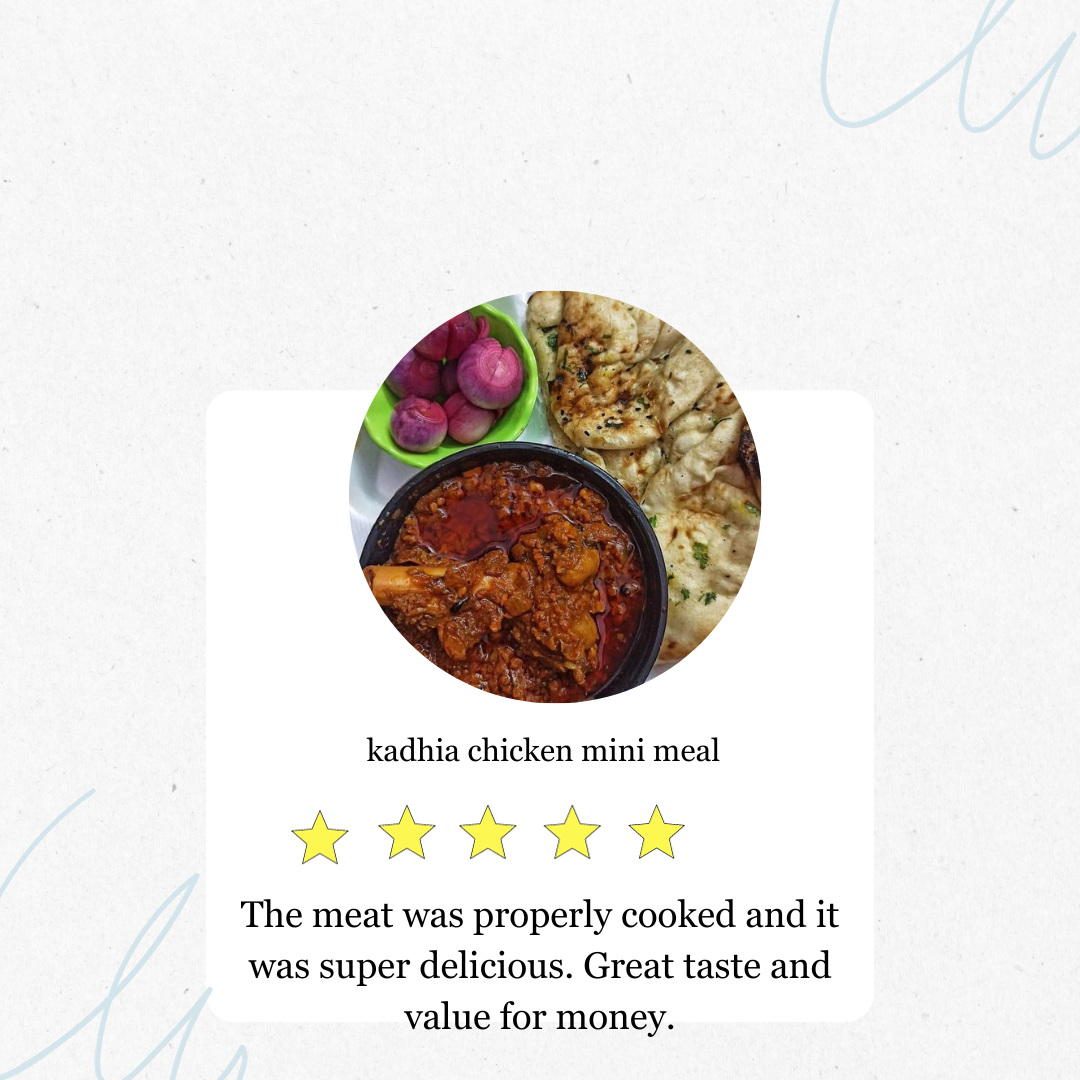 kadhia chicken mini meal
The meat was properly cooked and it
was super delicious. Great taste and
value for money.